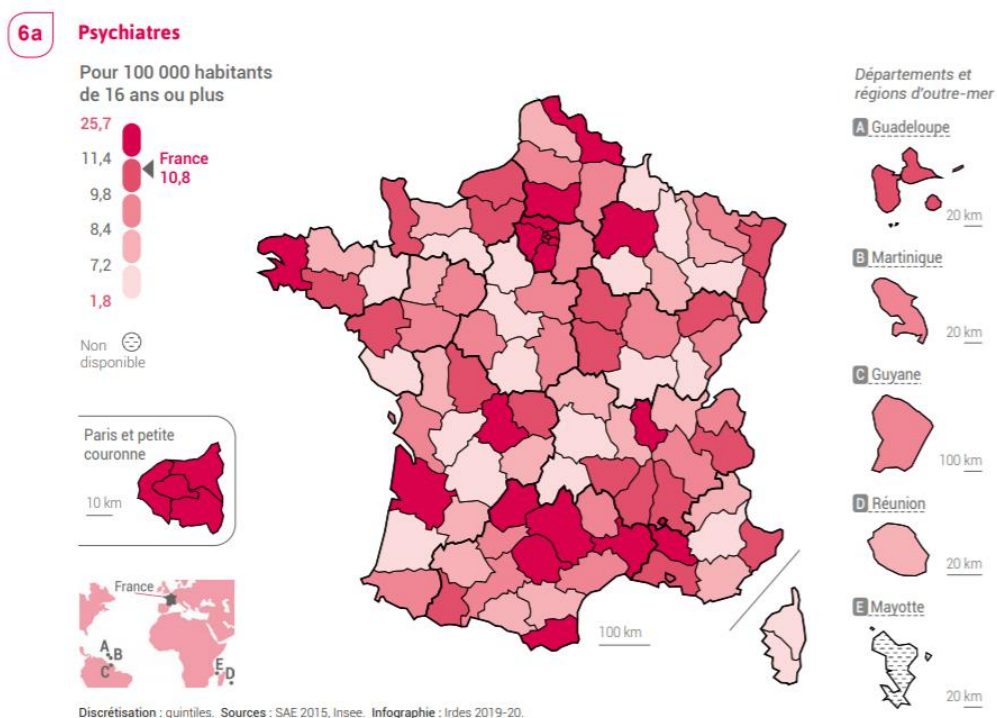 6a
Psychiatres
Pour 100 000 habitants
de 16 ans ou plus
25,7
11,4
France
10,8
9,8
8,4
7,2
1,8
Non
disponible
Paris et petite
couronne
10 km
France
A
B
C
E
D
100 km
Départements et
régions d'outre-mer
A Guadeloupe
20 km
B Martinique
20 km
C Guyane
100 km
D Réunion
20 km
E Mayotte
20 km
Discrétisation : quintiles. Sources : SAE 2015, Insee. Infographie : Irdes 2019-20.